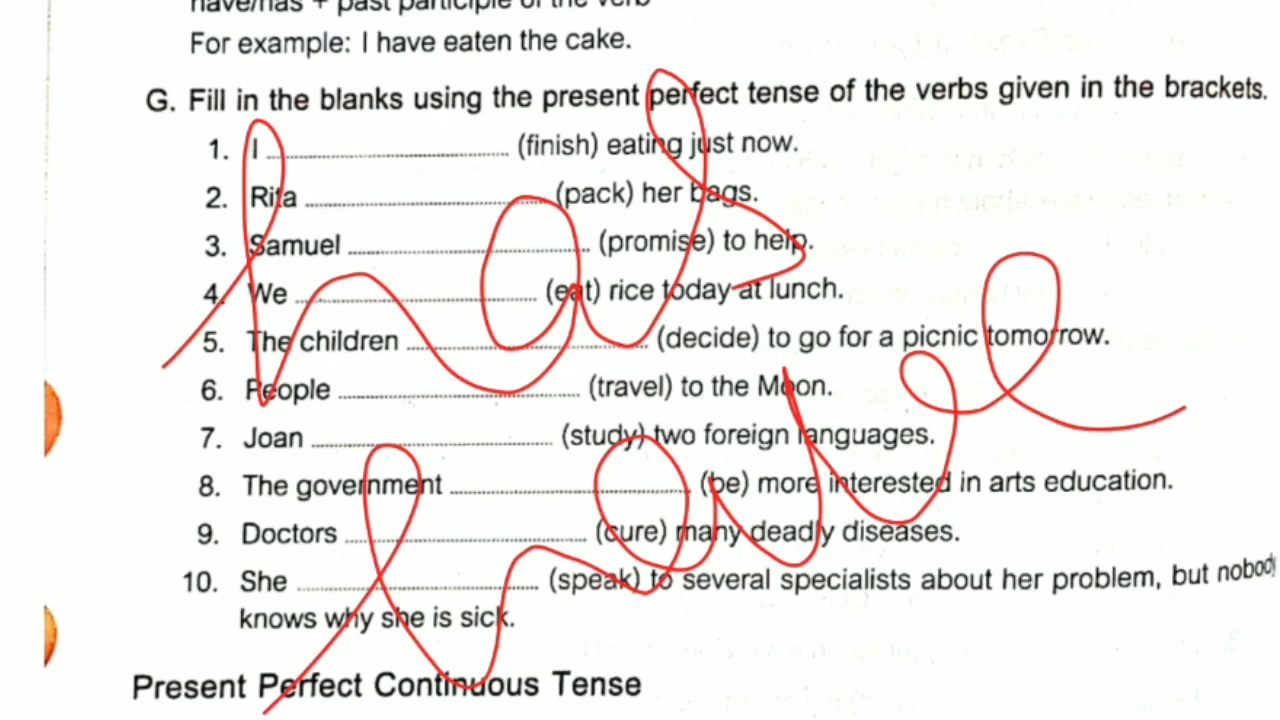 have/has + past participle of the verb
For example: I have eaten the cake.
G. Fill in the blanks using the present perfect tense of the verbs given in the brackets.
1. I ........................ (finish) eating just now.
2. Rita ........................ (pack) her bags.
3. Samuel ........................ (promise) to help.
4. We ........................ (eat) rice today at lunch.
5. The children ........................ (decide) to go for a picnic tomorrow.
6. People ........................ (travel) to the Moon.
7. Joan ........................ (study) two foreign languages.
8. The government ........................ (be) more interested in arts education.
9. Doctors ........................ (cure) many deadly diseases.
10. She ........................ (speak) to several specialists about her problem, but nobody
knows why she is sick.
Present Perfect Continuous Tense
has
have